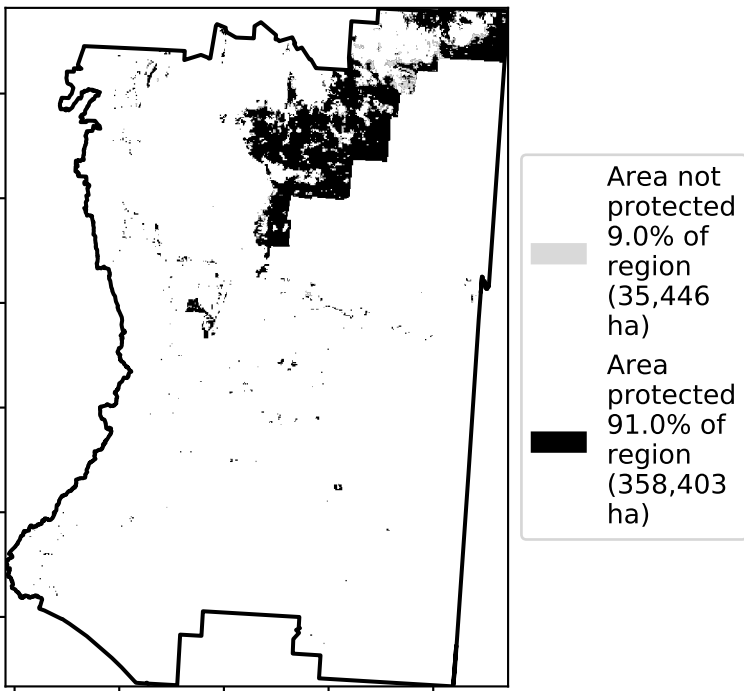 Area not
protected
9.0% of
region
(35,446
ha)
Area
protected
91.0% of
region
(358,403
ha)